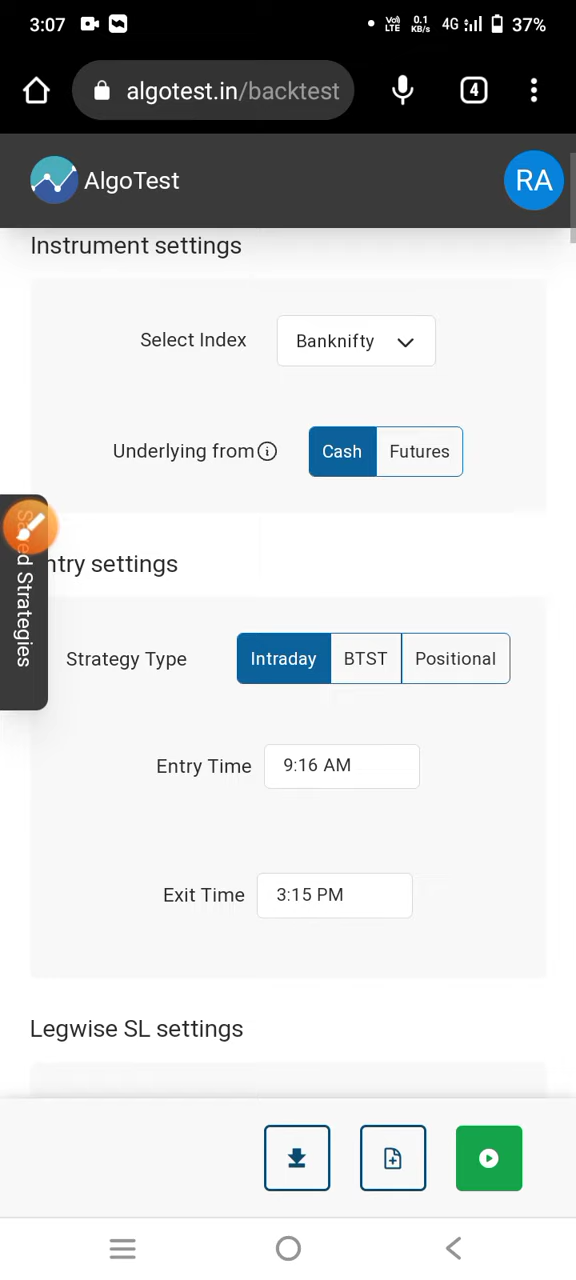 3:07 Vo) LTE 0.1 KB/s 4G 37%
algotest.in/backtest 4
AlgoTest RA
Instrument settings
Select Index Banknifty
Underlying from Cash Futures
Saved Strategies
ntry settings
Strategy Type Intraday BTST Positional
Entry Time 9:16 AM
Exit Time 3:15 PM
Legwise SL settings